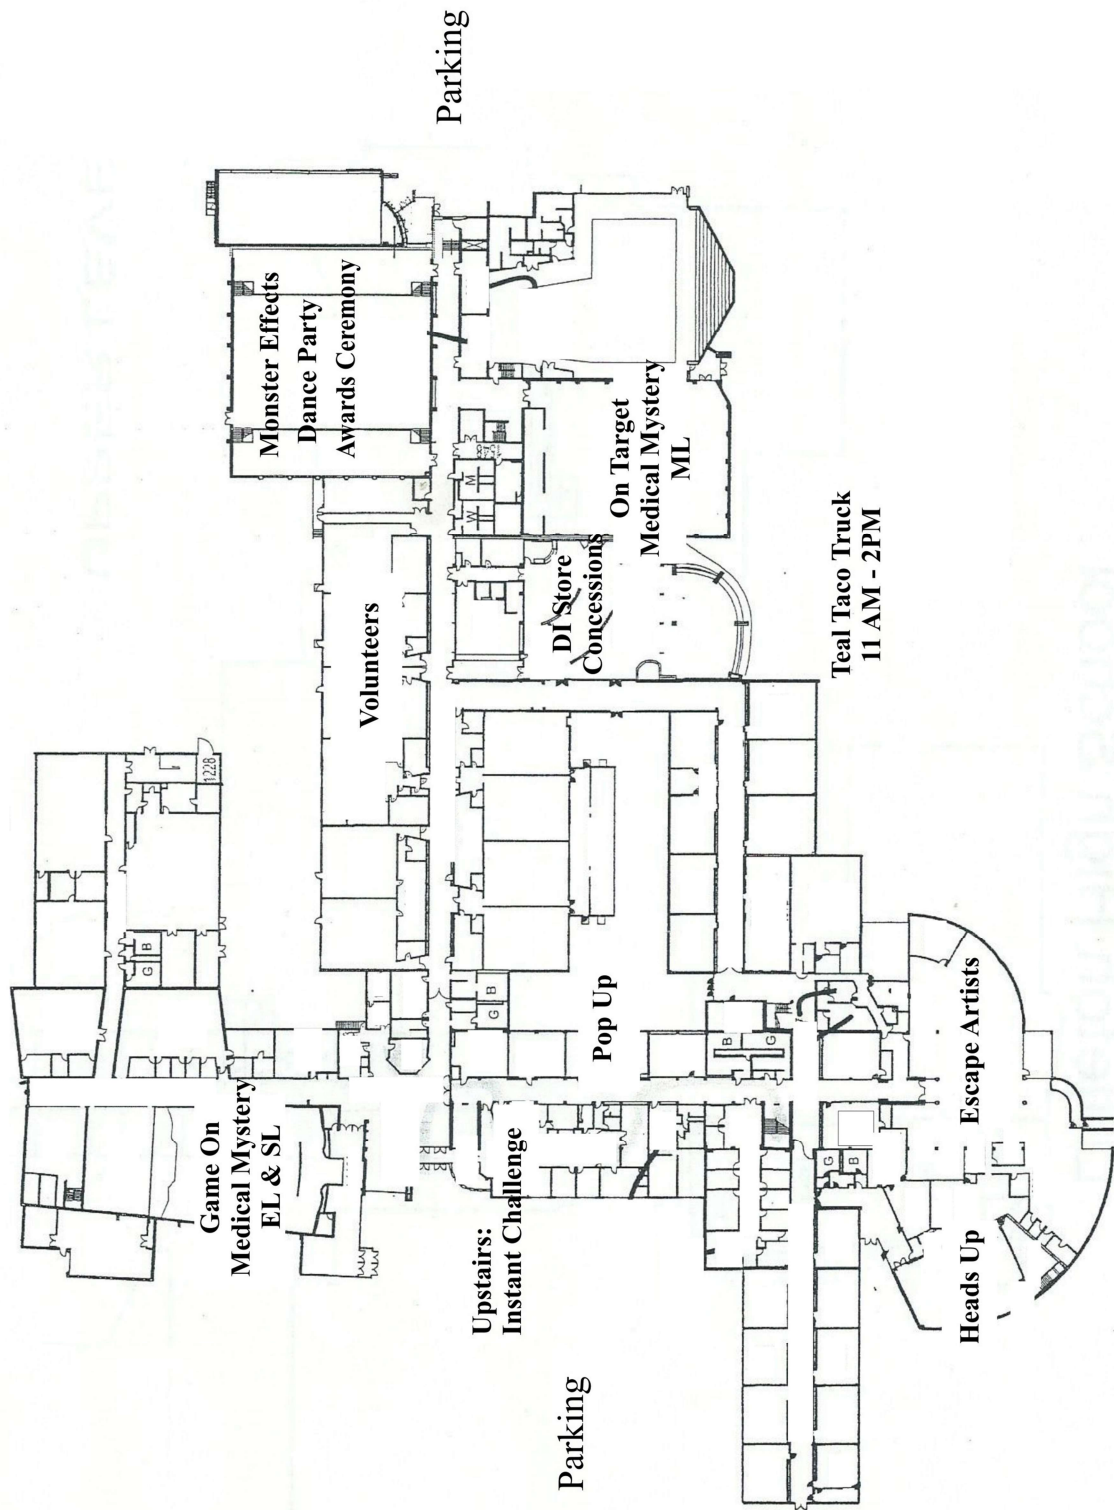 Parking
Monster Effects
Dance Party
Awards Ceremony
On Target
Medical Mystery
ML
M
W
DI Store
Concessions
Teal Taco Truck
11 AM - 2PM
Volunteers
1228
B
G
B
G
Pop Up
B
G
Escape Artists
Game On
Medical Mystery
EL & SL
Upstairs:
Instant Challenge
G
B
Heads Up
Parking